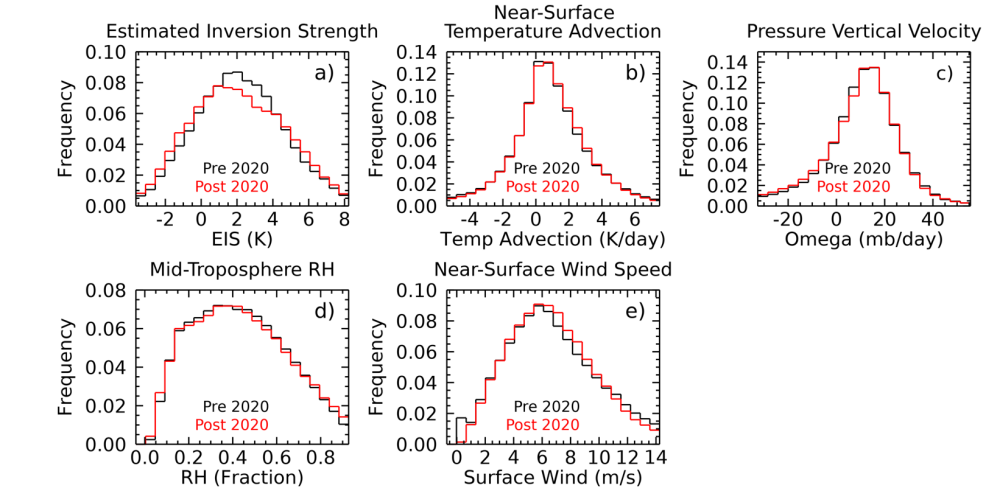 Estimated Inversion Strength
0.10
0.08
0.06
0.04
0.02
0.00
Frequency
a)
Pre 2020
Post 2020
-2 0 2 4 6 8
EIS (K)
Near-Surface
Temperature Advection
0.14
0.12
0.10
0.08
0.06
0.04
0.02
0.00
Frequency
b)
Pre 2020
Post 2020
-4 -2 0 2 4 6
Temp Advection (K/day)
Pressure Vertical Velocity
0.14
0.12
0.10
0.08
0.06
0.04
0.02
0.00
Frequency
c)
Pre 2020
Post 2020
-20 0 20 40
Omega (mb/day)
Mid-Troposphere RH
0.08
0.06
0.04
0.02
0.00
Frequency
d)
Pre 2020
Post 2020
0.0 0.2 0.4 0.6 0.8
RH (Fraction)
Near-Surface Wind Speed
0.10
0.08
0.06
0.04
0.02
0.00
Frequency
e)
Pre 2020
Post 2020
0 2 4 6 8 10 12 14
Surface Wind (m/s)